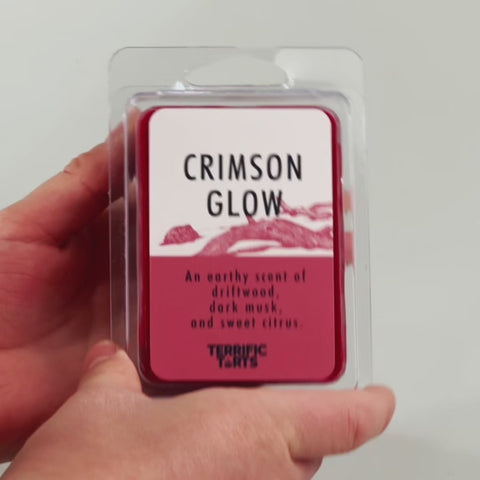 CRIMSON
GLOW
An earthy scent of
driftwood,
dark musk,
and sweet citrus.
TERRIFIC
TARTS